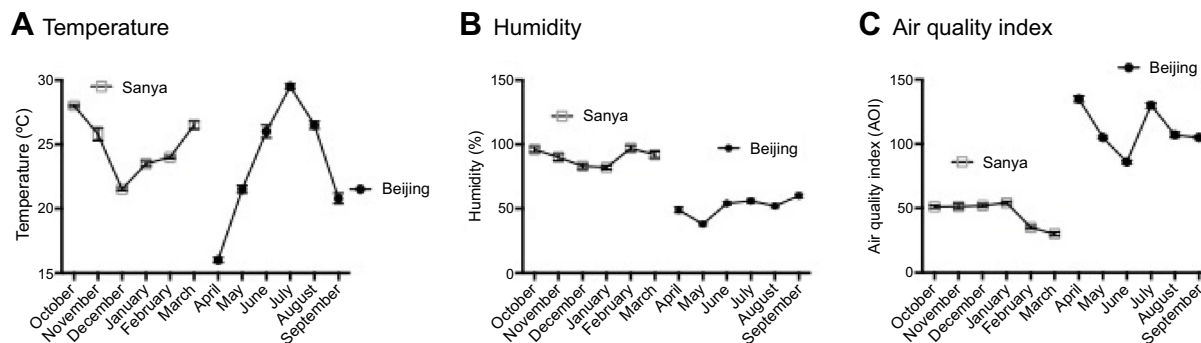 A Temperature
30
25
20
15
Temperature (ºC)
Sanya
Beijing
October
November
December
January
February
March
April
May
June
July
August
September
B Humidity
150
100
50
0
Humidity (%)
Sanya
Beijing
October
November
December
January
February
March
April
May
June
July
August
September
C Air quality index
150
100
50
0
Air quality index (AOI)
Beijing
Sanya
October
November
December
January
February
March
April
May
June
July
August
September